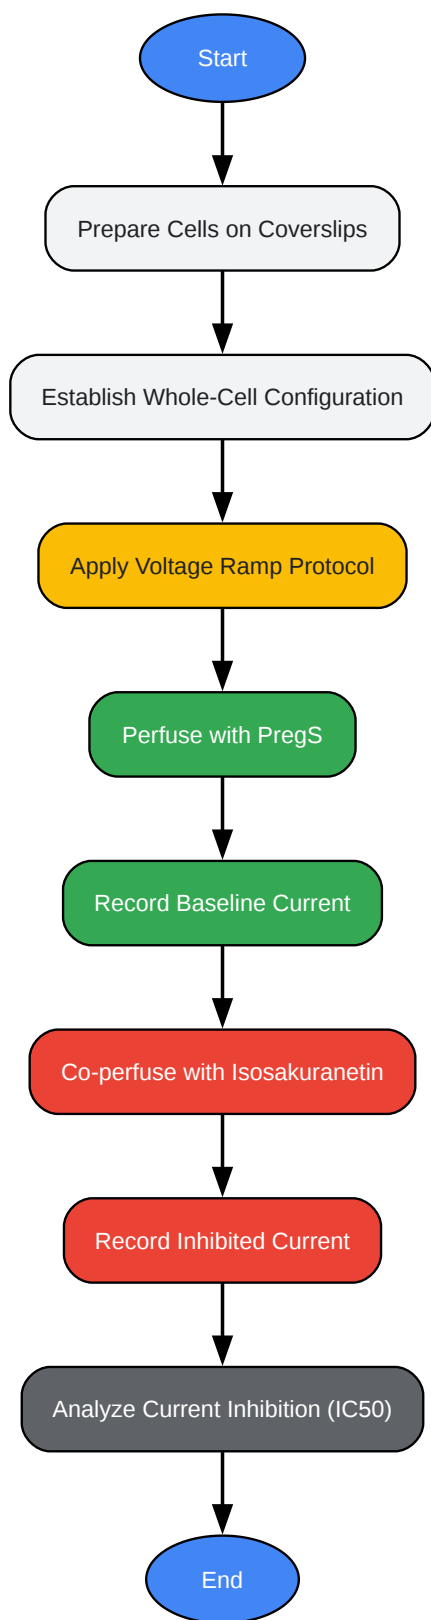 Start
Prepare Cells on Coverslips
Establish Whole-Cell Configuration
Apply Voltage Ramp Protocol
Perfuse with PregS
Record Baseline Current
Co-perfuse with Isosakuranetin
Record Inhibited Current
Analyze Current Inhibition (IC50)
End